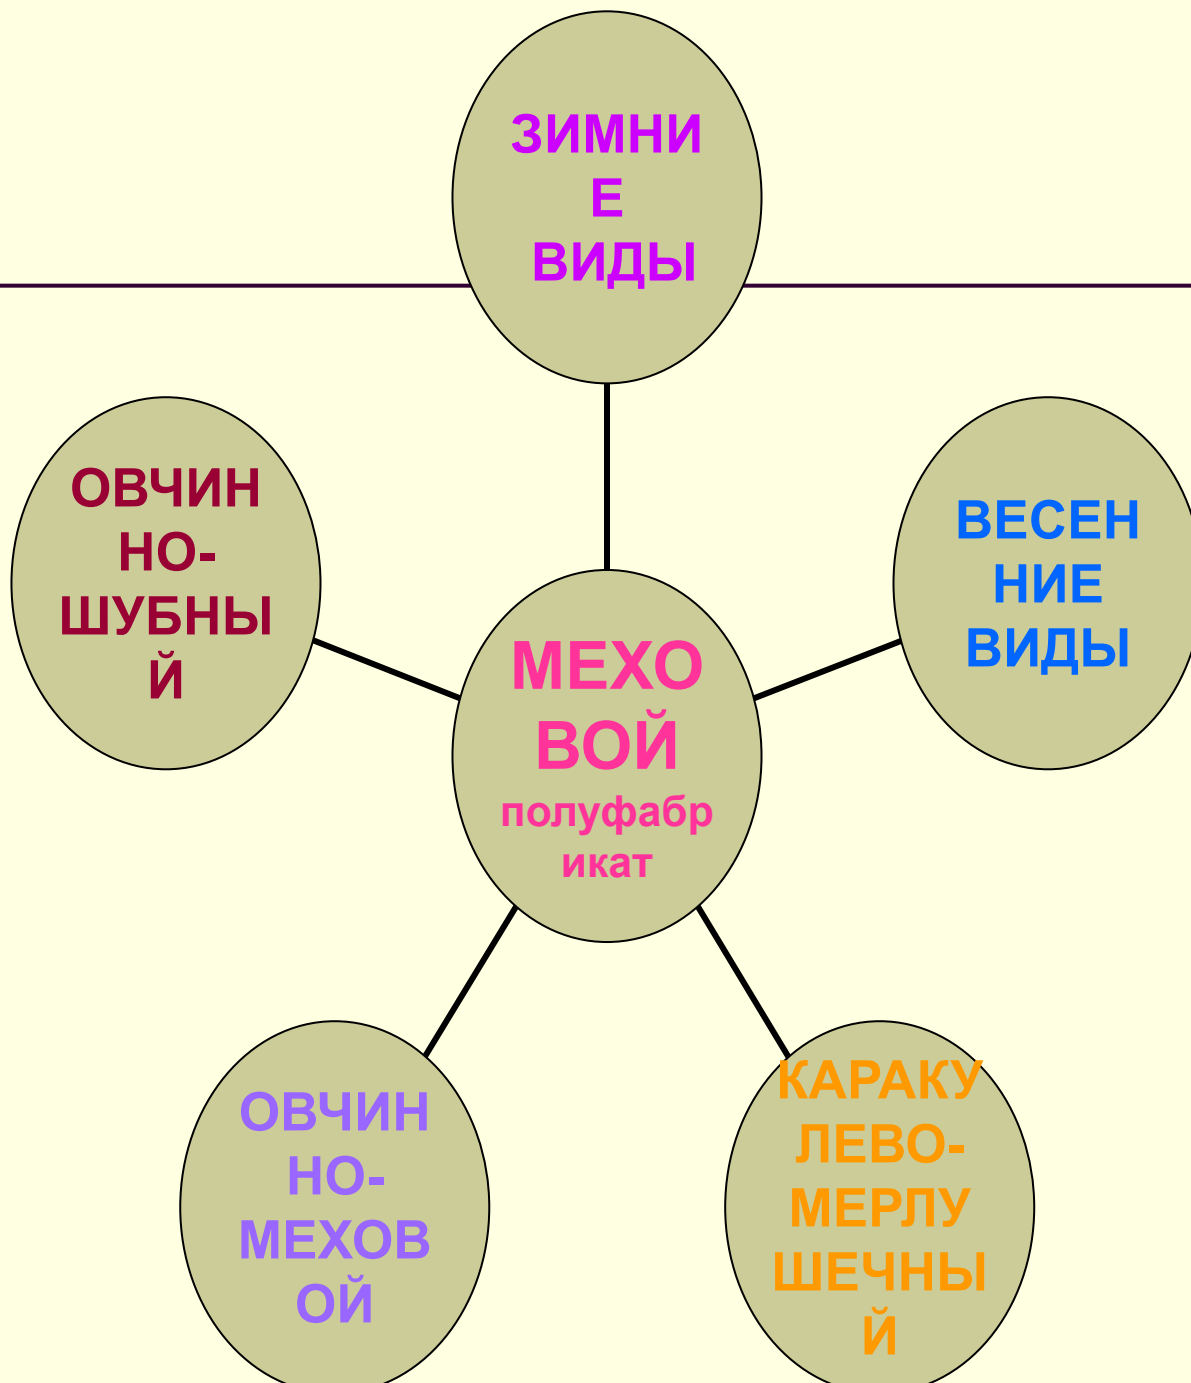 ЗИМНИ
Е
ВИДЫ
ОВЧИН
НО-
ШУБНЫ
Й
ВЕСЕН
НИЕ
ВИДЫ
МЕХО
ВОЙ
полуфабр
икат
ОВЧИН
НО-
МЕХОВ
ОЙ
КАРАКУ
ЛЕВО-
МЕРЛУ
ШЕЧНЫ
Й